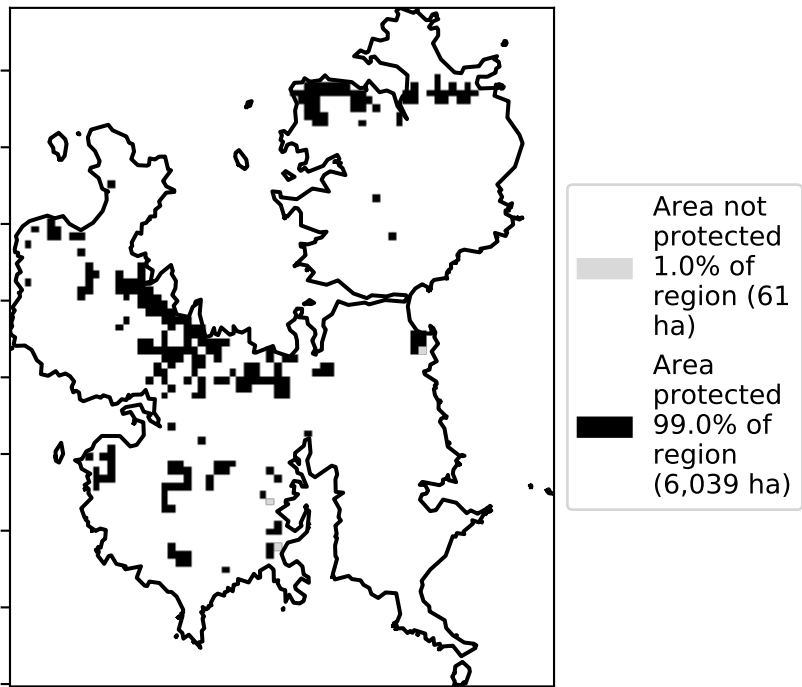 Area not
protected
1.0% of
region (61
ha)
Area
protected
99.0% of
region
(6,039 ha)